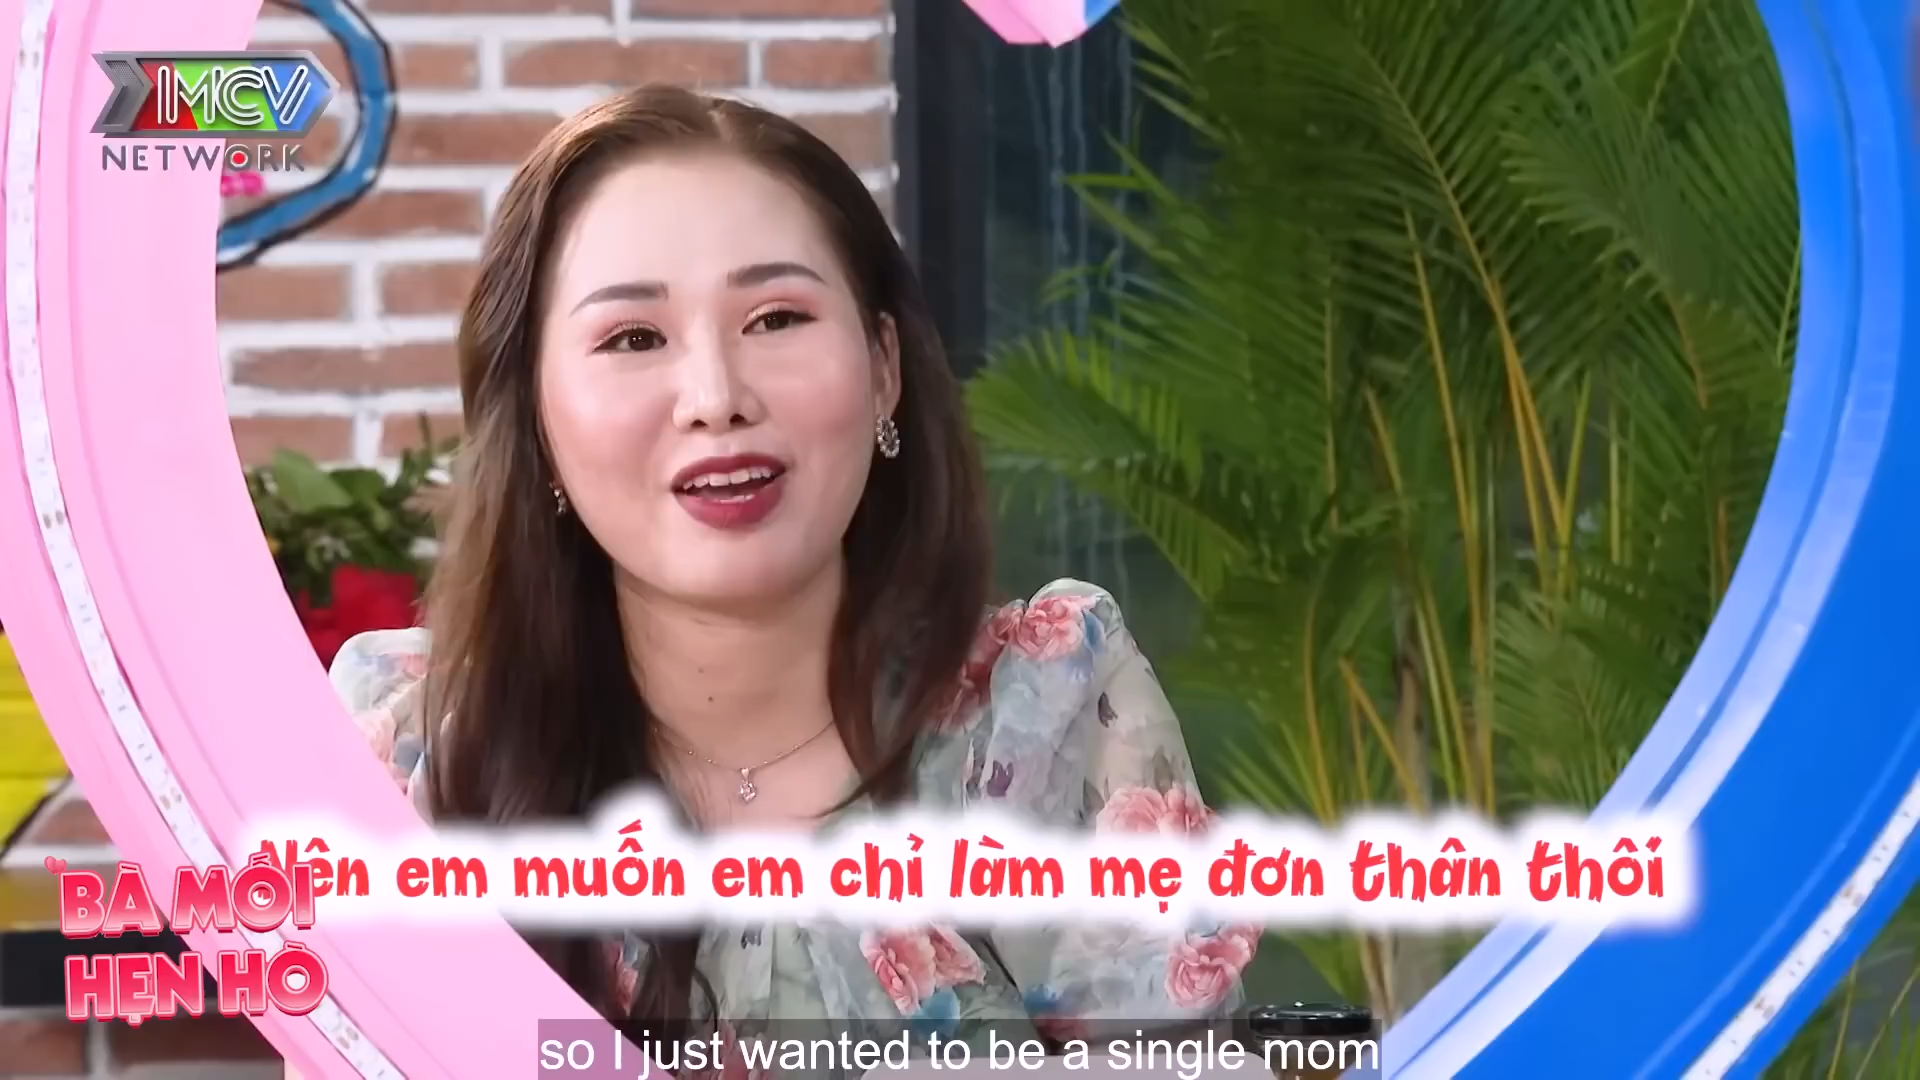 MCV
NETWORK
Nên em muốn em chỉ làm mẹ đơn thân thôi
BÀ MỐI
HẸN HÒ
so I just wanted to be a single mom